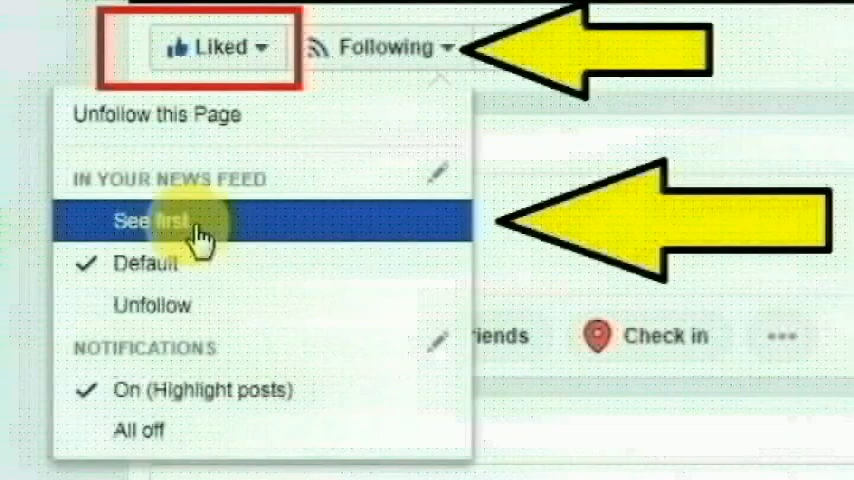 Liked Following
Unfollow this Page
IN YOUR NEWS FEED
See first
Default
Unfollow
riends Check in
NOTIFICATIONS
On (Highlight posts)
All off